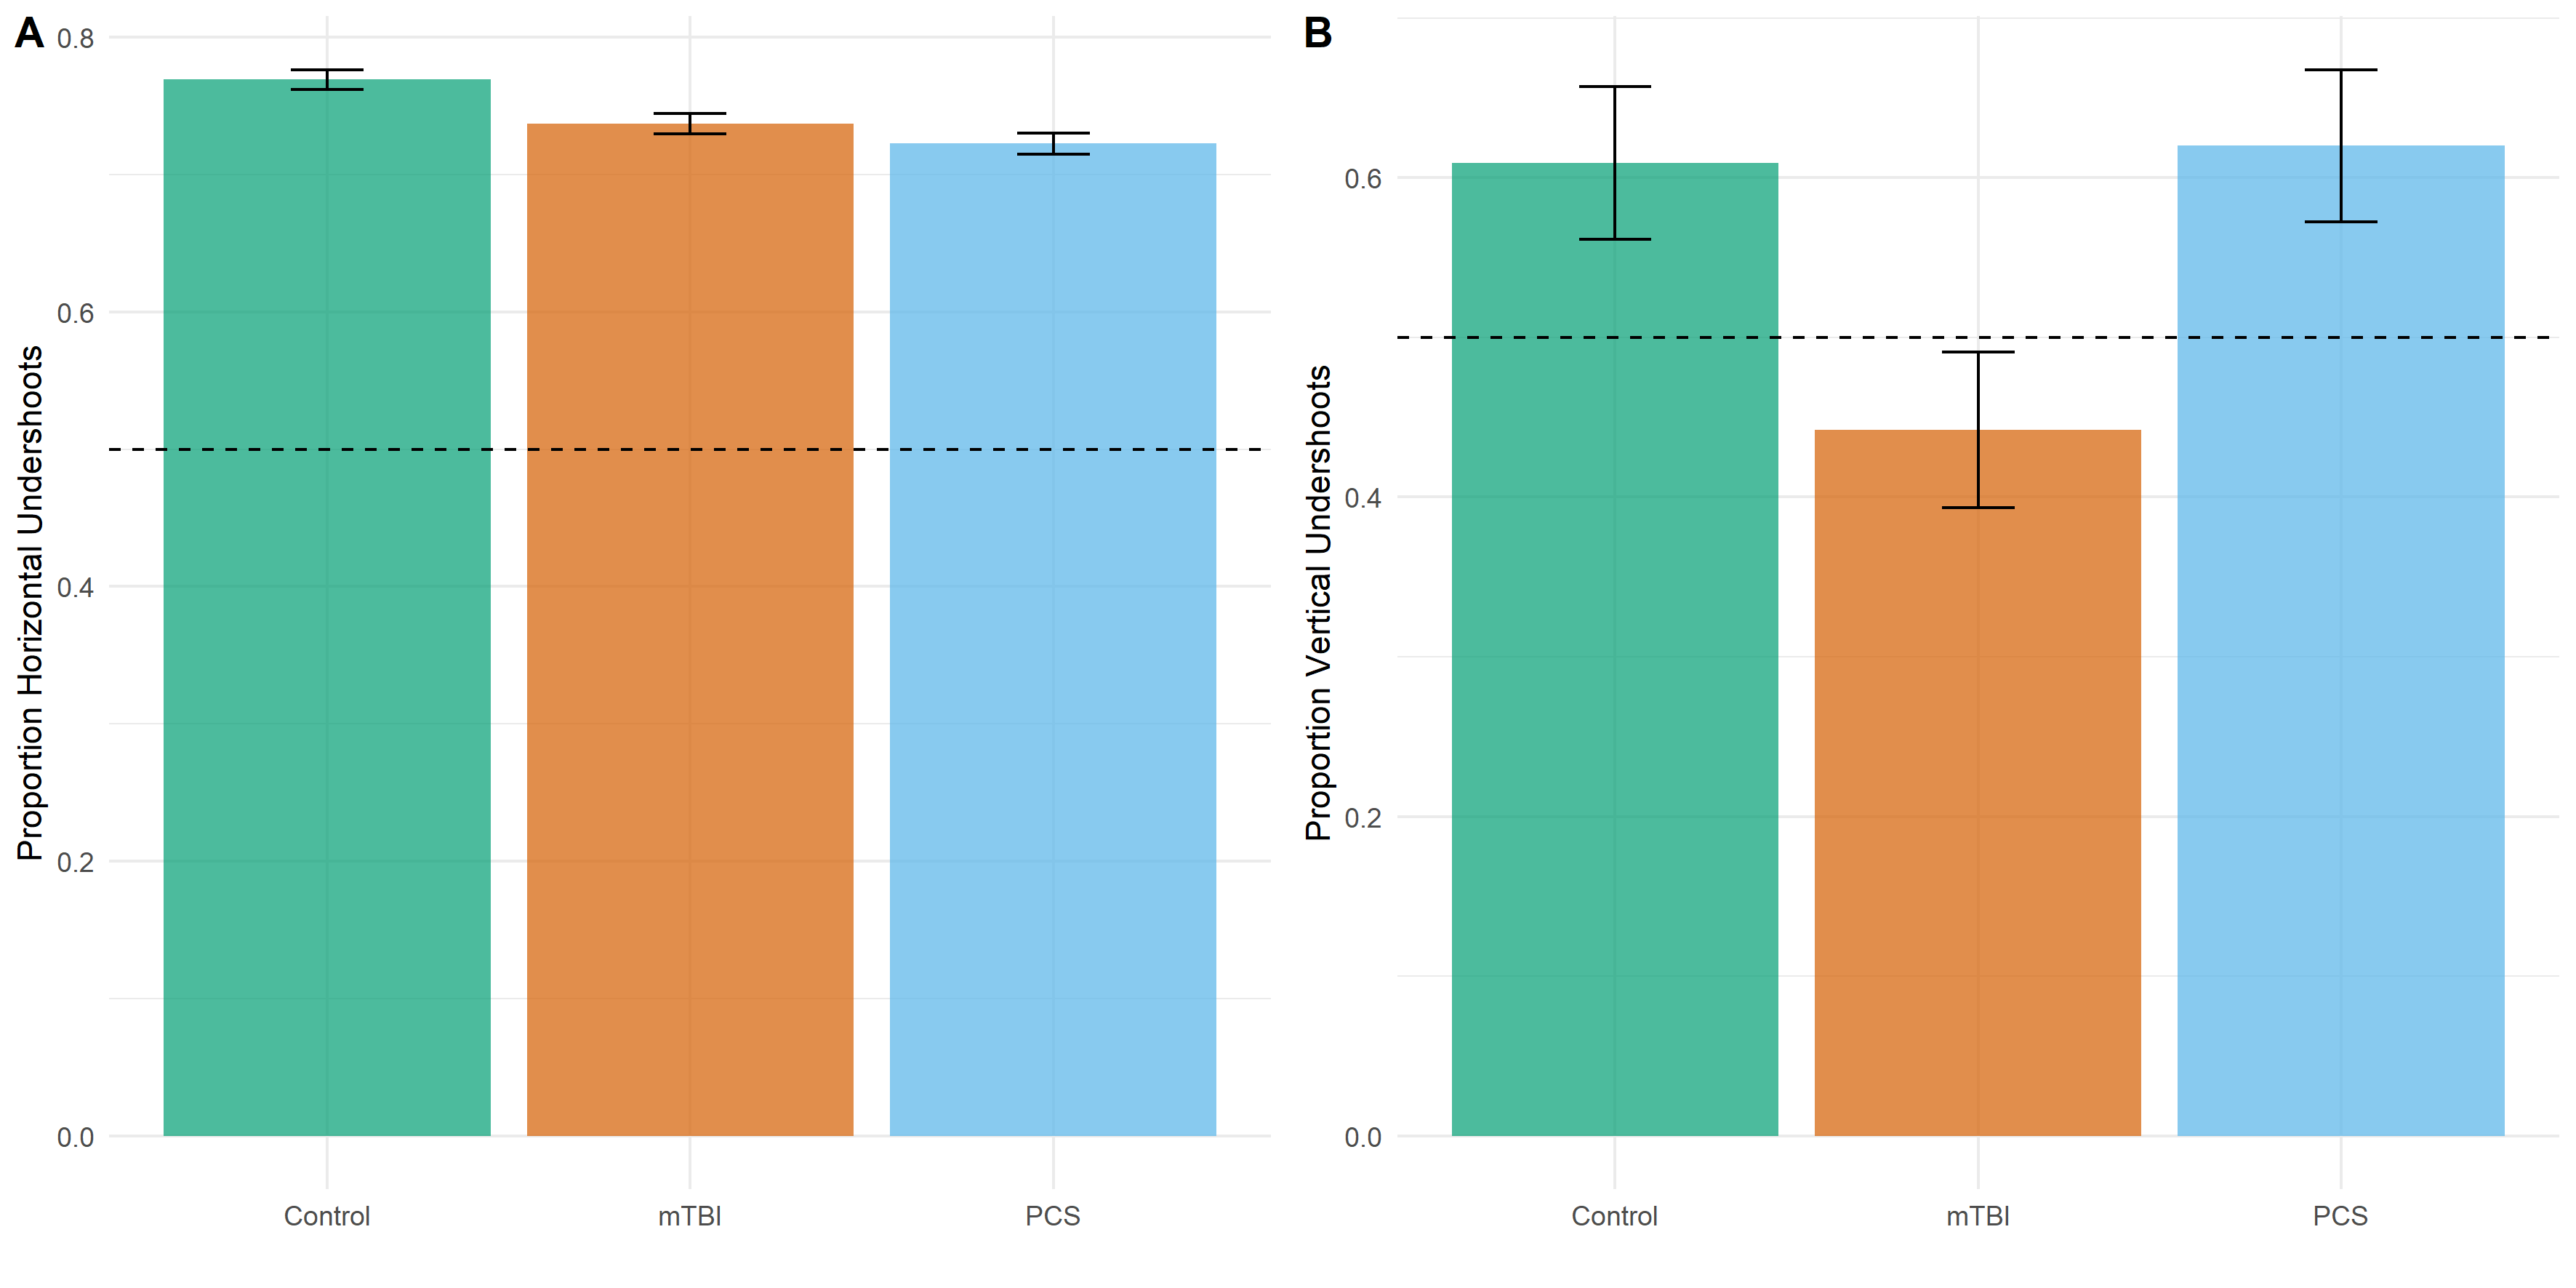 A
Proportion Horizontal Undershoots
0.8
0.6
0.4
0.2
0.0
Control mTBI PCS
B
Proportion Vertical Undershoots
0.6
0.4
0.2
0.0
Control mTBI PCS